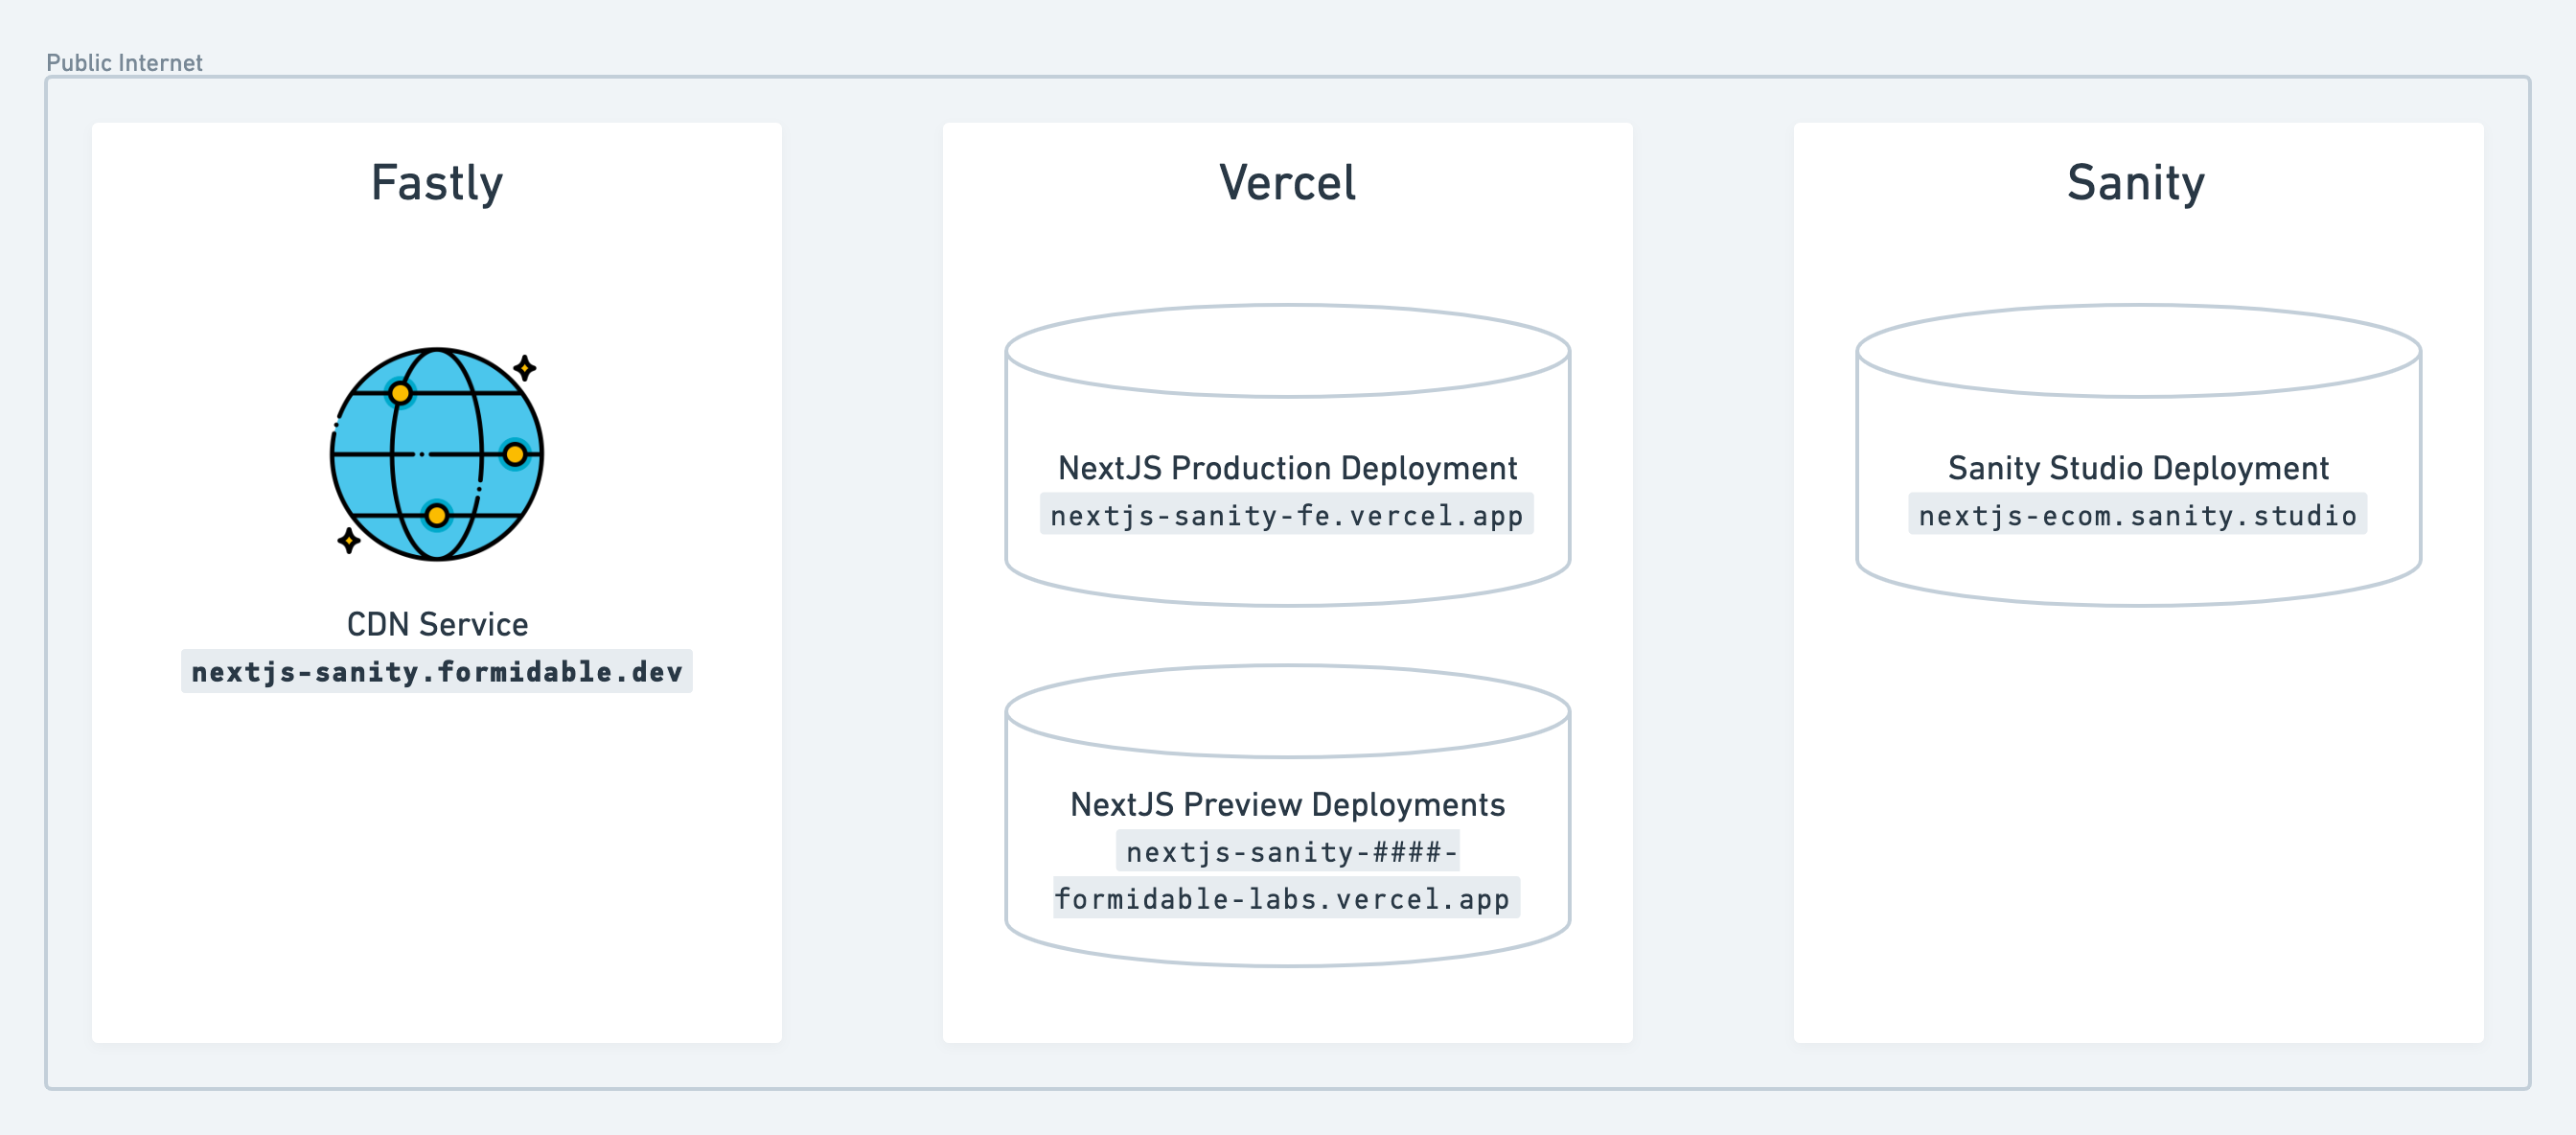 Public Internet
Fastly
CDN Service
nextjs-sanity.formidable.dev
Vercel
NextJS Production Deployment
nextjs-sanity-fe.vercel.app
NextJS Preview Deployments
nextjs-sanity-####-
formidable-labs.vercel.app
Sanity
Sanity Studio Deployment
nextjs-ecom.sanity.studio